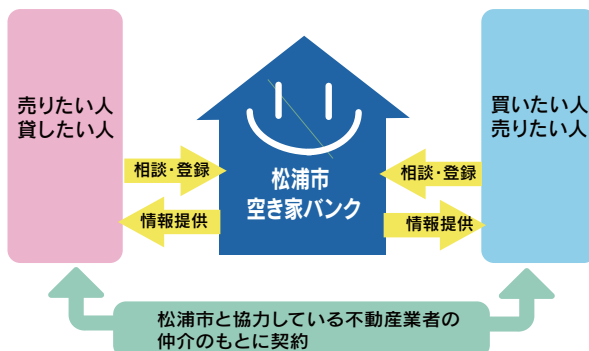 売りたい人
貸したい人
相談・登録
情報提供
松浦市
空き家バンク
買いたい人
売りたい人
相談・登録
情報提供
松浦市と協力している不動産業者の
仲介のもとに契約